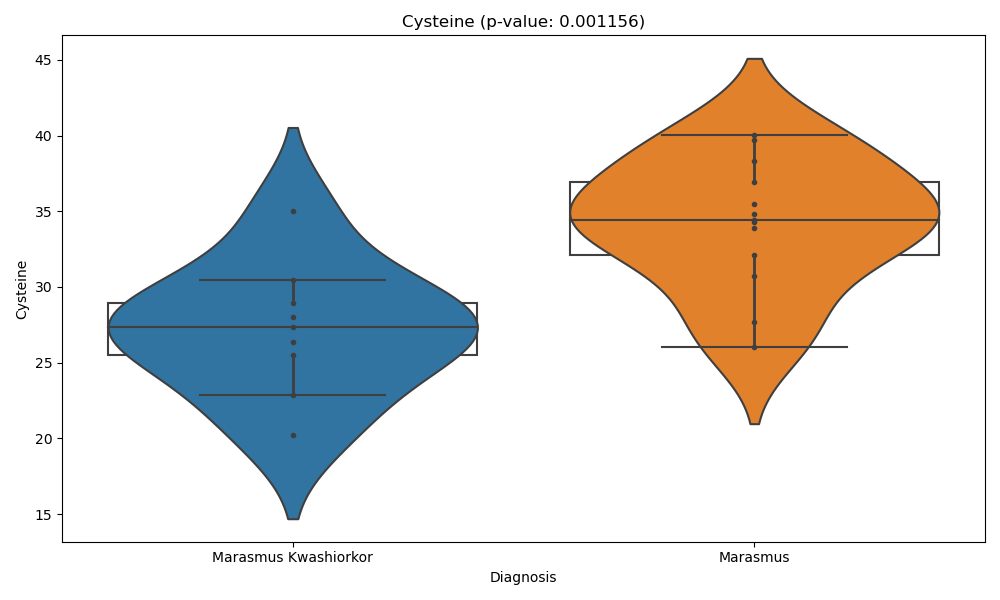 Cysteine (p-value: 0.001156)
45
40
35
30
25
20
15
Cysteine
Marasmus Kwashiorkor
Marasmus
Diagnosis